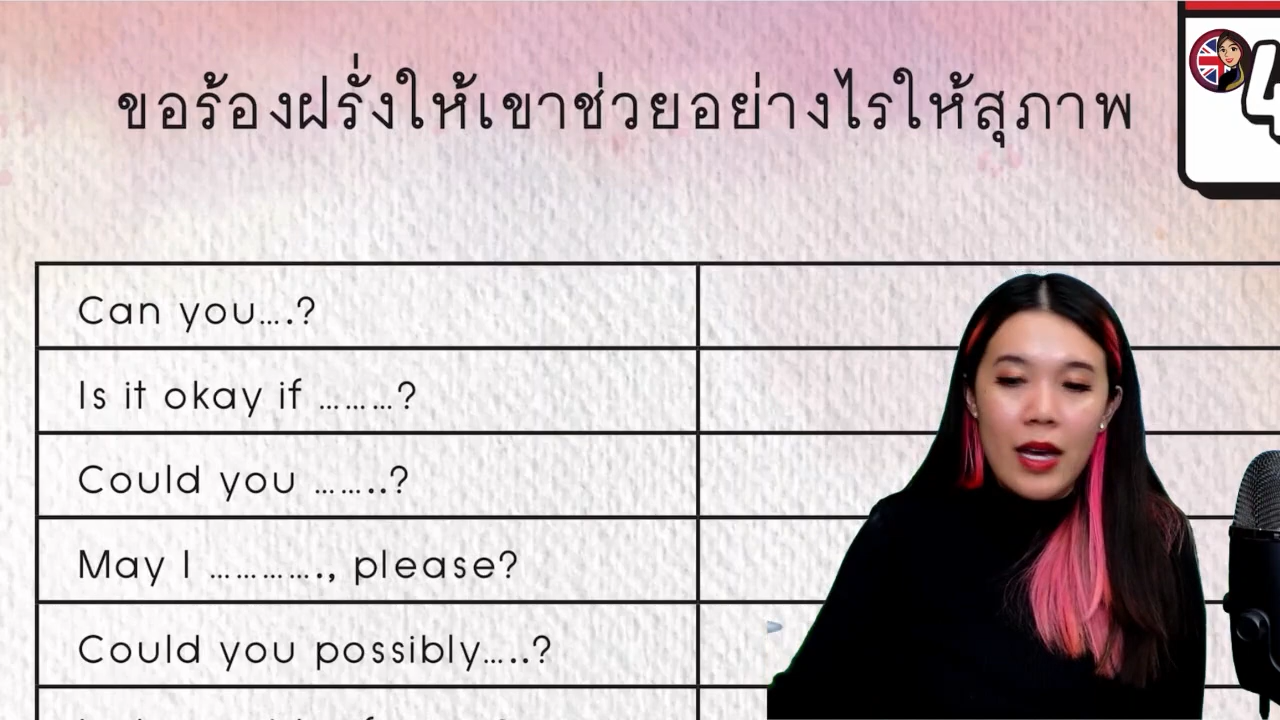 ขอร้องฝรั่งให้เขาช่วยอย่างไรให้สุภาพ
4
Can you....?
Is it okay if ………?
Could you ……..?
May I …………., please?
Could you possibly.....?